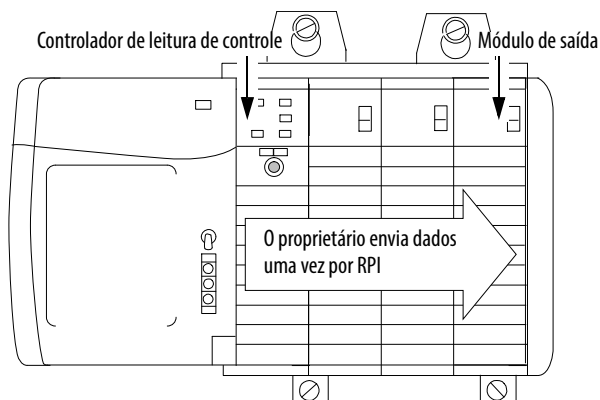 Controlador de leitura de controle
Módulo de saída
O proprietário envia dados
uma vez por RPI